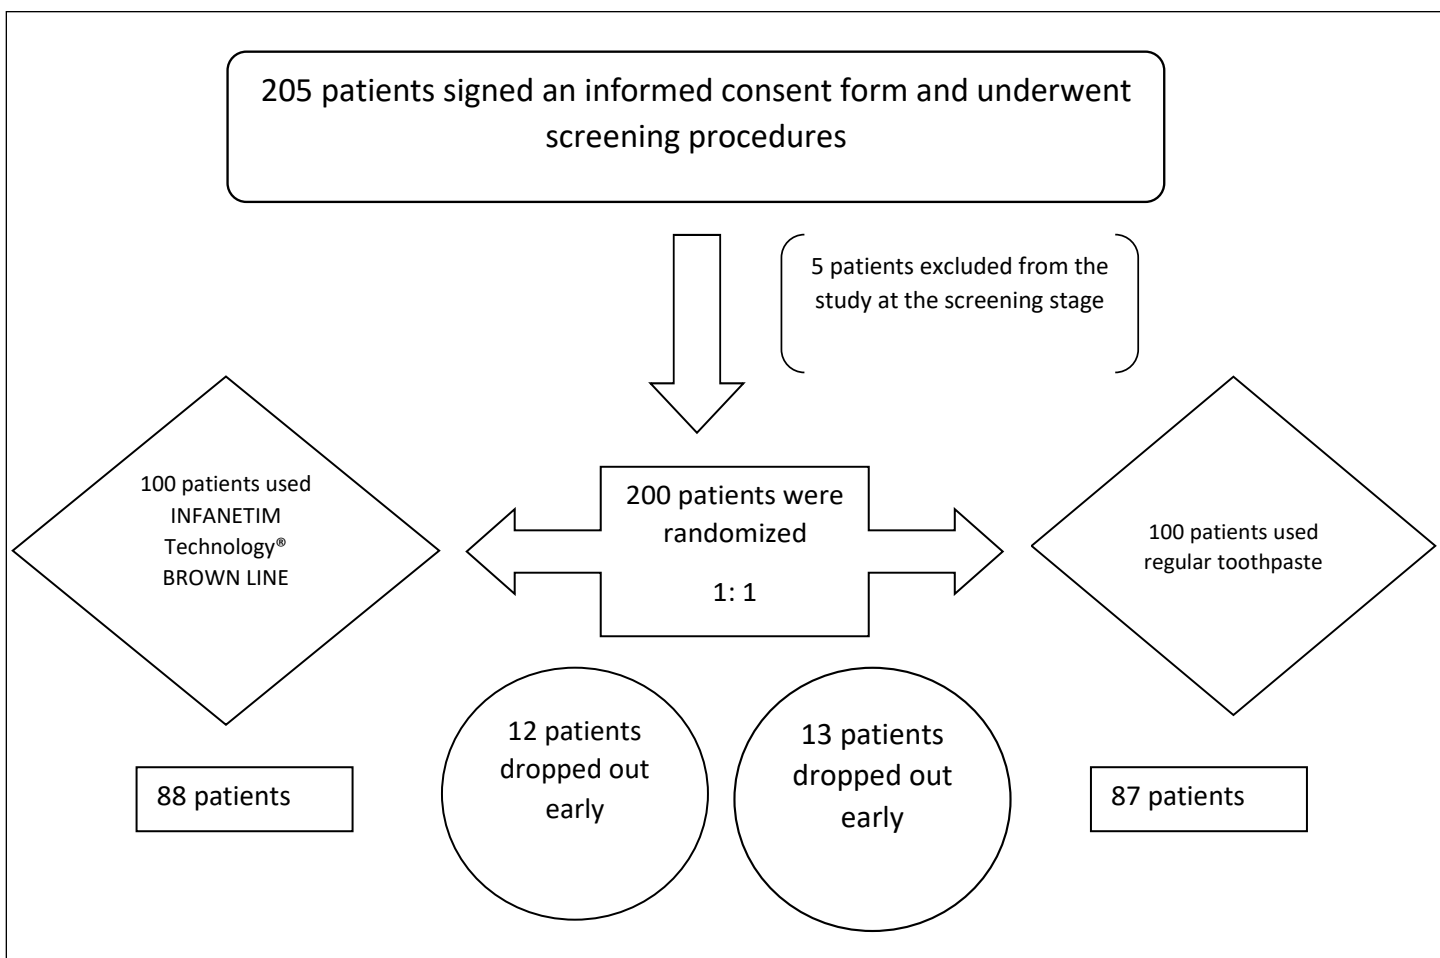 205 patients signed an informed consent form and underwent
screening procedures
5 patients excluded from the
study at the screening stage
100 patients used
INFANETIM
Technology®
BROWN LINE
200 patients were
randomized
1: 1
100 patients used
regular toothpaste
88 patients
12 patients
dropped out
early
13 patients
dropped out
early
87 patients